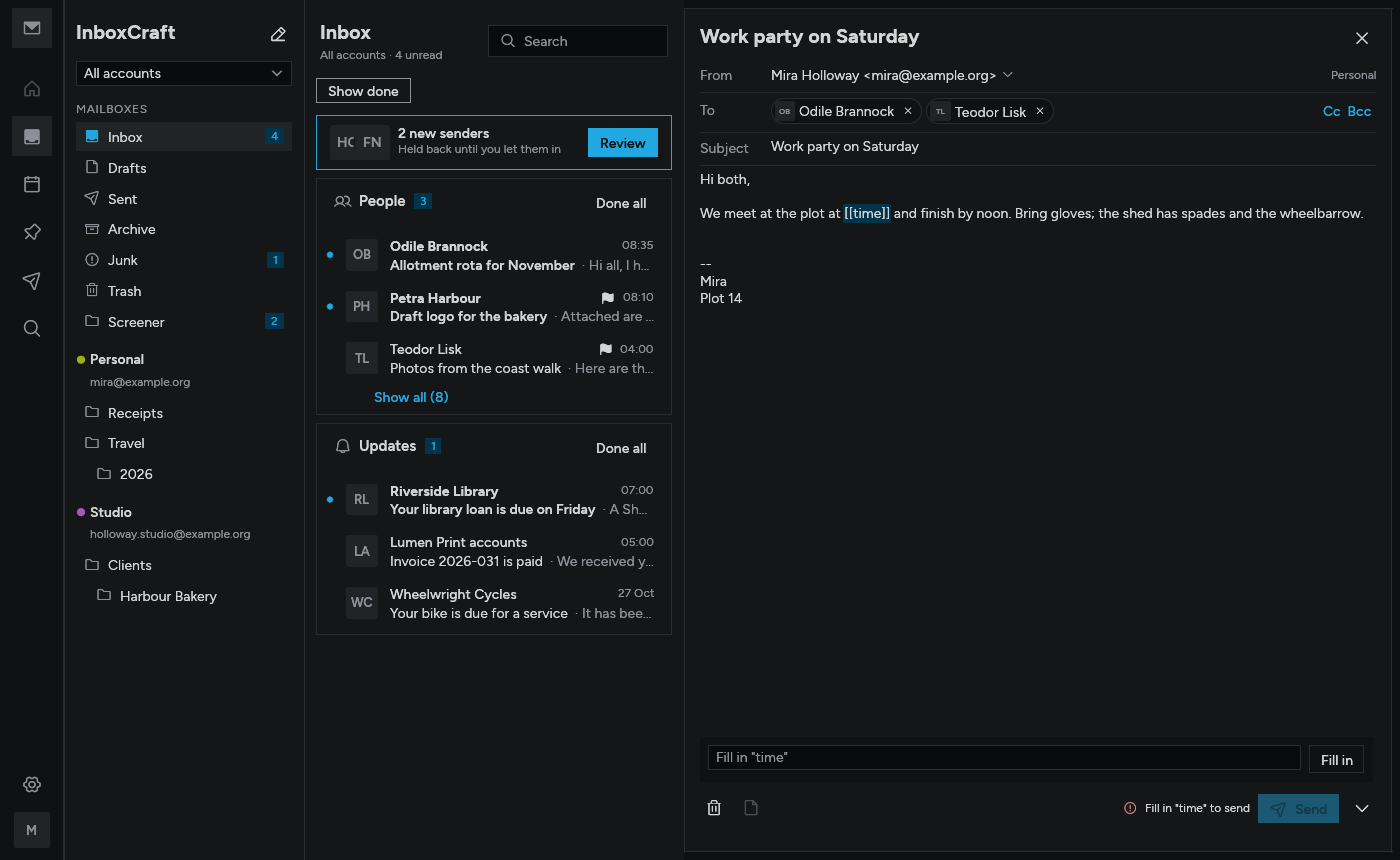 InboxCraft
All accounts
MAILBOXES
Inbox 4
Drafts
Sent
Archive
Junk 1
Trash
Screener 2
Personal
mira@example.org
Receipts
Travel
2026
Studio
holloway.studio@example.org
Clients
Harbour Bakery
M
Inbox
All accounts · 4 unread
Search
Show done
HC FN
2 new senders
Held back until you let them in
Review
People 3
Done all
OB
Odile Brannock 08:35
Allotment rota for November · Hi all, I h…
PH
Petra Harbour 08:10
Draft logo for the bakery · Attached are …
TL
Teodor Lisk 04:00
Photos from the coast walk · Here are th…
Show all (8)
Updates 1
Done all
RL
Riverside Library 07:00
Your library loan is due on Friday · A Sh…
LA
Lumen Print accounts 05:00
Invoice 2026-031 is paid · We received y…
WC
Wheelwright Cycles 27 Oct
Your bike is due for a service · It has bee…
Work party on Saturday
From Mira Holloway <mira@example.org> Personal
To OB Odile Brannock × TL Teodor Lisk × Cc Bcc
Subject Work party on Saturday
Hi both,
We meet at the plot at [[time]] and finish by noon. Bring gloves; the shed has spades and the wheelbarrow.
--
Mira
Plot 14
Fill in "time"
Fill in
Fill in "time" to send
Send